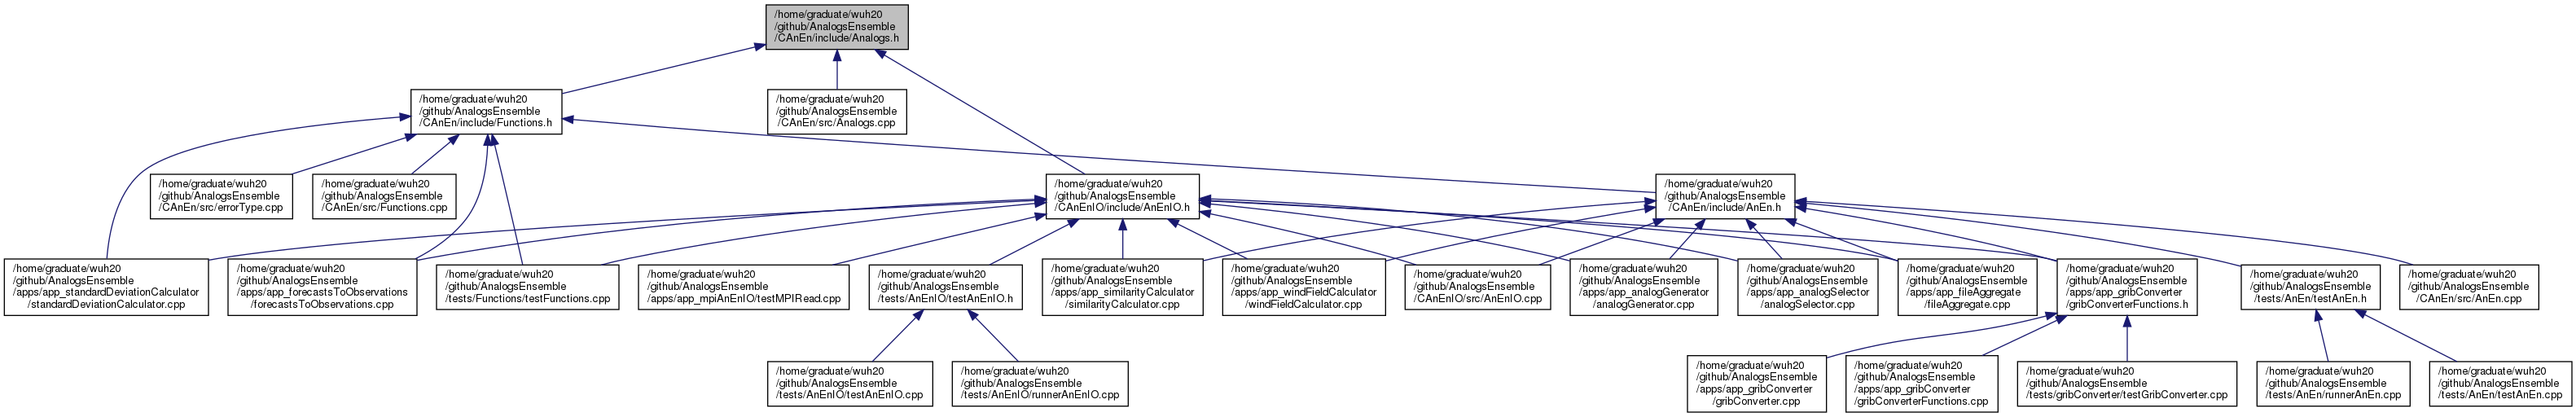 /home/graduate/wuh20
/github/AnalogsEnsemble
/CAnEn/include/Analogs.h
/home/graduate/wuh20
/github/AnalogsEnsemble
/CAnEn/include/Functions.h
/home/graduate/wuh20
/github/AnalogsEnsemble
/CAnEn/src/Analogs.cpp
/home/graduate/wuh20
/github/AnalogsEnsemble
/CAnEn/src/errorType.cpp
/home/graduate/wuh20
/github/AnalogsEnsemble
/CAnEn/src/Functions.cpp
/home/graduate/wuh20
/github/AnalogsEnsemble
/CAnEnIO/include/AnEnIO.h
/home/graduate/wuh20
/github/AnalogsEnsemble
/CAnEn/include/AnEn.h
/home/graduate/wuh20
/github/AnalogsEnsemble
/apps/app_standardDeviationCalculator
/standardDeviationCalculator.cpp
/home/graduate/wuh20
/github/AnalogsEnsemble
/apps/app_forecastsToObservations
/forecastsToObservations.cpp
/home/graduate/wuh20
/github/AnalogsEnsemble
/tests/Functions/testFunctions.cpp
/home/graduate/wuh20
/github/AnalogsEnsemble
/apps/app_mpiAnEnIO/testMPIRead.cpp
/home/graduate/wuh20
/github/AnalogsEnsemble
/tests/AnEnIO/testAnEnIO.h
/home/graduate/wuh20
/github/AnalogsEnsemble
/apps/app_similarityCalculator
/similarityCalculator.cpp
/home/graduate/wuh20
/github/AnalogsEnsemble
/apps/app_windFieldCalculator
/windFieldCalculator.cpp
/home/graduate/wuh20
/github/AnalogsEnsemble
/CAnEnIO/src/AnEnIO.cpp
/home/graduate/wuh20
/github/AnalogsEnsemble
/apps/app_analogGenerator
/analogGenerator.cpp
/home/graduate/wuh20
/github/AnalogsEnsemble
/apps/app_analogSelector
/analogSelector.cpp
/home/graduate/wuh20
/github/AnalogsEnsemble
/apps/app_fileAggregate
/fileAggregate.cpp
/home/graduate/wuh20
/github/AnalogsEnsemble
/apps/app_gribConverter
/gribConverterFunctions.h
/home/graduate/wuh20
/github/AnalogsEnsemble
/tests/AnEn/testAnEn.h
/home/graduate/wuh20
/github/AnalogsEnsemble
/CAnEn/src/AnEn.cpp
/home/graduate/wuh20
/github/AnalogsEnsemble
/tests/AnEnIO/testAnEnIO.cpp
/home/graduate/wuh20
/github/AnalogsEnsemble
/tests/AnEnIO/runnerAnEnIO.cpp
/home/graduate/wuh20
/github/AnalogsEnsemble
/apps/app_gribConverter
/gribConverter.cpp
/home/graduate/wuh20
/github/AnalogsEnsemble
/apps/app_gribConverter
/gribConverterFunctions.cpp
/home/graduate/wuh20
/github/AnalogsEnsemble
/tests/gribConverter/testGribConverter.cpp
/home/graduate/wuh20
/github/AnalogsEnsemble
/tests/AnEn/runnerAnEn.cpp
/home/graduate/wuh20
/github/AnalogsEnsemble
/tests/AnEn/testAnEn.cpp